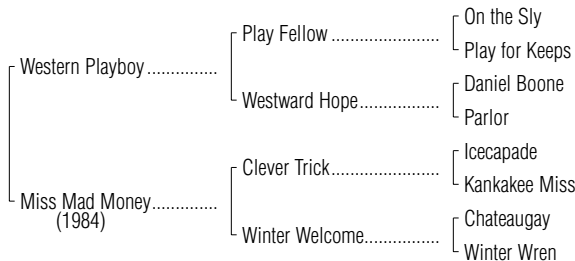 On the Sly
Play Fellow ....................
Play for Keeps
Western Playboy ..............
Daniel Boone
Westward Hope................
Parlor
Icecapade
Clever Trick....................
Kankakee Miss
Miss Mad Money.............
(1984)
Chateaugay
Winter Welcome..............
Winter Wren